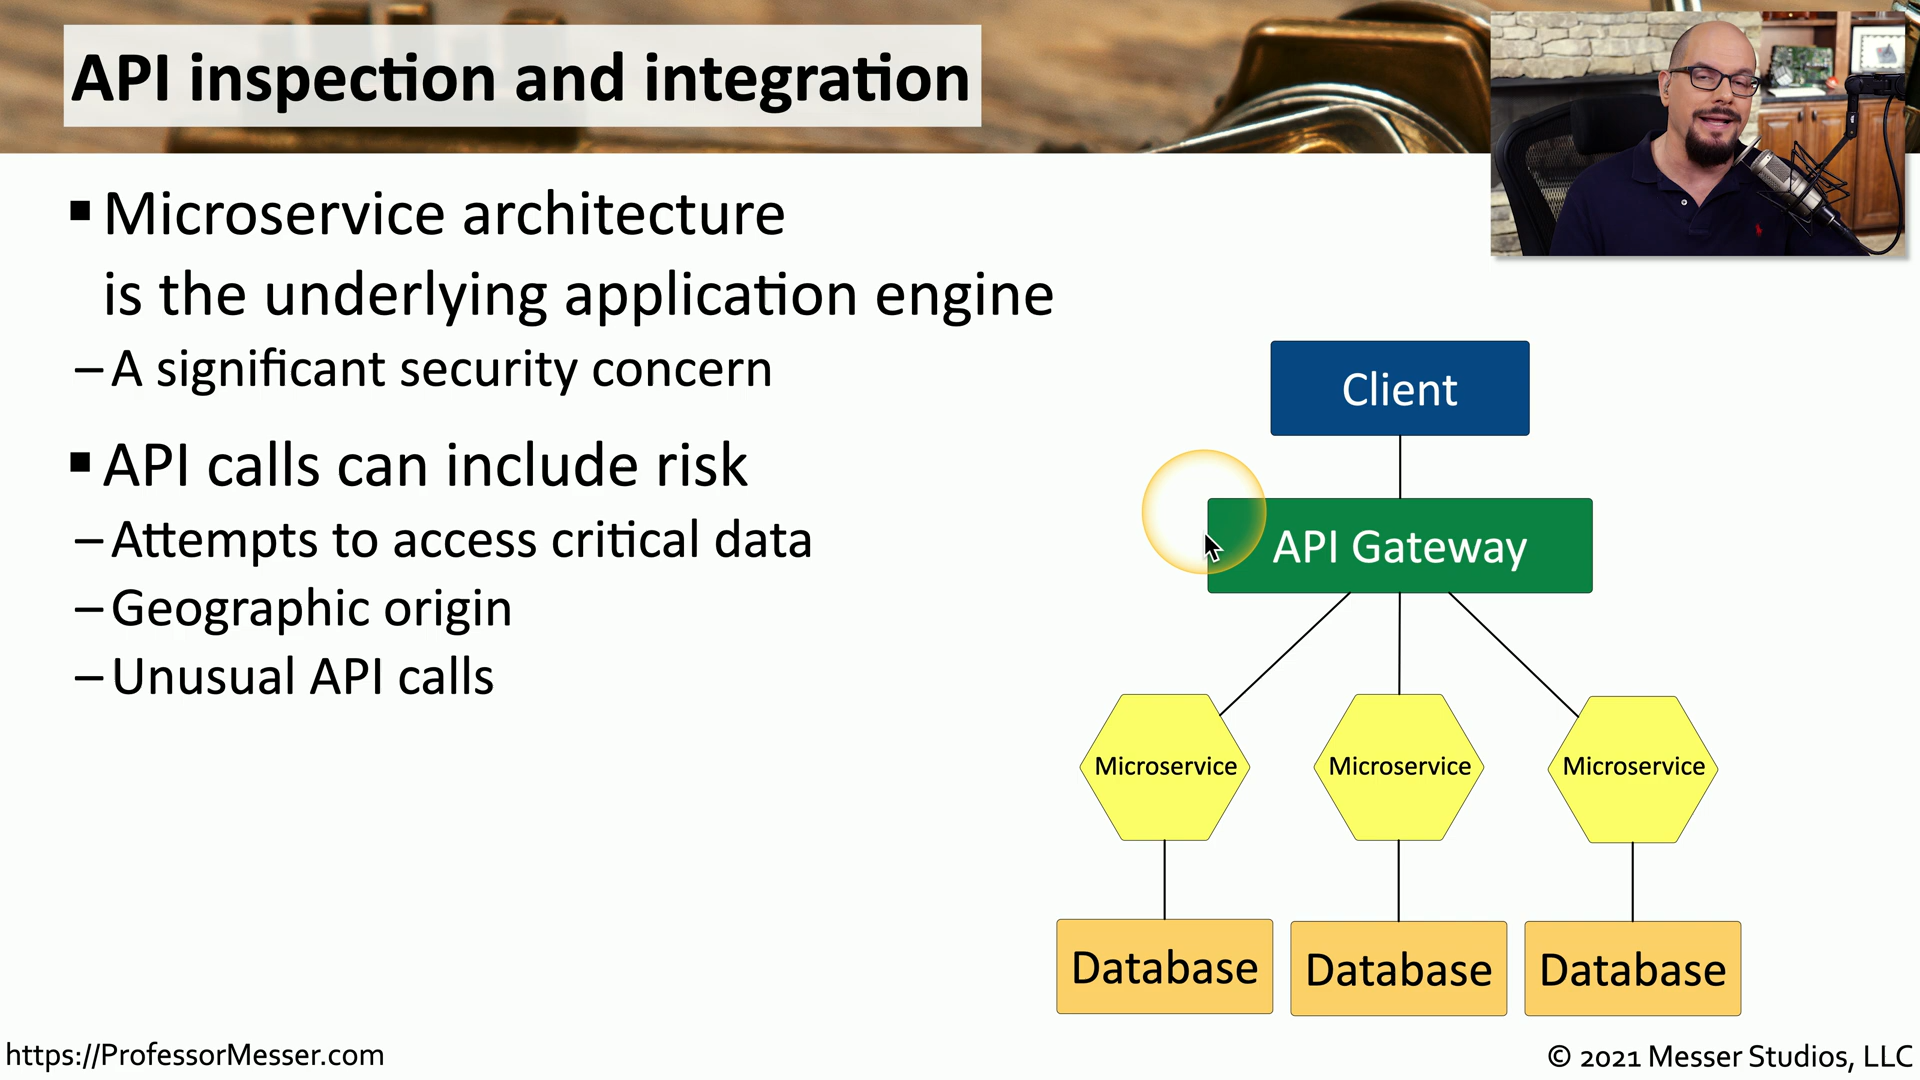 API inspection and integration
▪ Microservice architecture
is the underlying application engine
– A significant security concern
▪ API calls can include risk
– Attempts to access critical data
– Geographic origin
– Unusual API calls
Client
API Gateway
Microservice
Microservice
Microservice
Database
Database
Database
https://ProfessorMesser.com
© 2021 Messer Studios, LLC